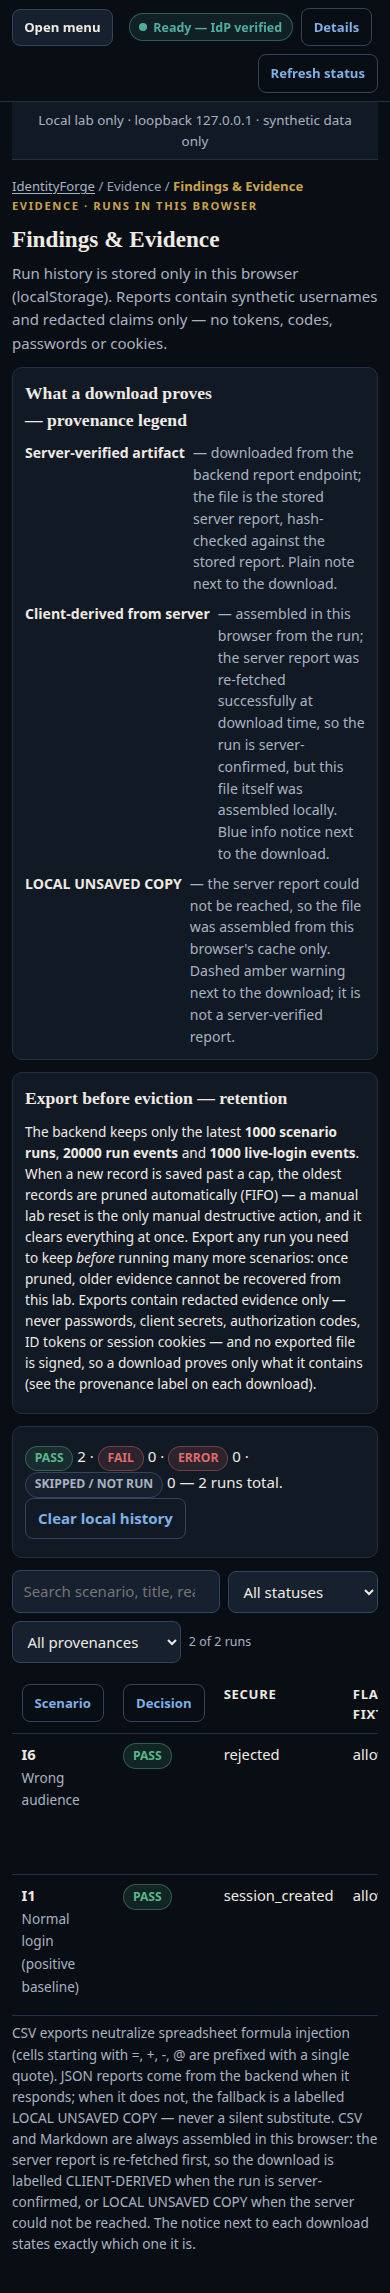 Open menu
Ready — IdP verified
Details
Refresh status
Local lab only · loopback 127.0.0.1 · synthetic data
only
IdentityForge / Evidence / Findings & Evidence
EVIDENCE · RUNS IN THIS BROWSER
Findings & Evidence
Run history is stored only in this browser
(localStorage). Reports contain synthetic usernames
and redacted claims only — no tokens, codes,
passwords or cookies.
What a download proves
— provenance legend
Server-verified artifact — downloaded from the
backend report endpoint;
the file is the stored
server report, hash-
checked against the
stored report. Plain note
next to the download.
Client-derived from server — assembled in this
browser from the run;
the server report was
re-fetched
successfully at
download time, so the
run is server-
confirmed, but this
file itself was
assembled locally.
Blue info notice next
to the download.
LOCAL UNSAVED COPY — the server report could
not be reached, so the file
was assembled from this
browser's cache only.
Dashed amber warning
next to the download; it is
not a server-verified
report.
Export before eviction — retention
The backend keeps only the latest 1000 scenario
runs, 20000 run events and 1000 live-login events.
When a new record is saved past a cap, the oldest
records are pruned automatically (FIFO) — a manual
lab reset is the only manual destructive action, and it
clears everything at once. Export any run you need
to keep before running many more scenarios: once
pruned, older evidence cannot be recovered from
this lab. Exports contain redacted evidence only —
never passwords, client secrets, authorization codes,
ID tokens or session cookies — and no exported file
is signed, so a download proves only what it contains
(see the provenance label on each download).
PASS 2 · FAIL 0 · ERROR 0 ·
SKIPPED / NOT RUN 0 — 2 runs total.
Clear local history
Search scenario, title, rea
All statuses
All provenances
2 of 2 runs
Scenario Decision SECURE FLA
FIXT
I6 PASS rejected allo
Wrong
audience
I1 PASS session_created allo
Normal
login
(positive
baseline)
CSV exports neutralize spreadsheet formula injection
(cells starting with =, +, -, @ are prefixed with a single
quote). JSON reports come from the backend when it
responds; when it does not, the fallback is a labelled
LOCAL UNSAVED COPY — never a silent substitute. CSV
and Markdown are always assembled in this browser: the
server report is re-fetched first, so the download is
labelled CLIENT-DERIVED when the run is server-
confirmed, or LOCAL UNSAVED COPY when the server
could not be reached. The notice next to each download
states exactly which one it is.